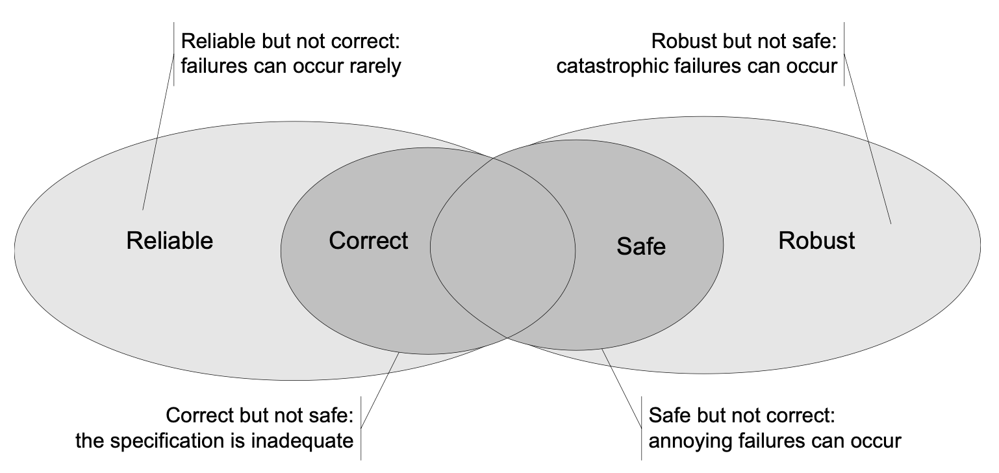 Reliable but not correct:
failures can occur rarely
Robust but not safe:
catastrophic failures can occur
Reliable
Correct
Safe
Robust
Correct but not safe:
the specification is inadequate
Safe but not correct:
annoying failures can occur